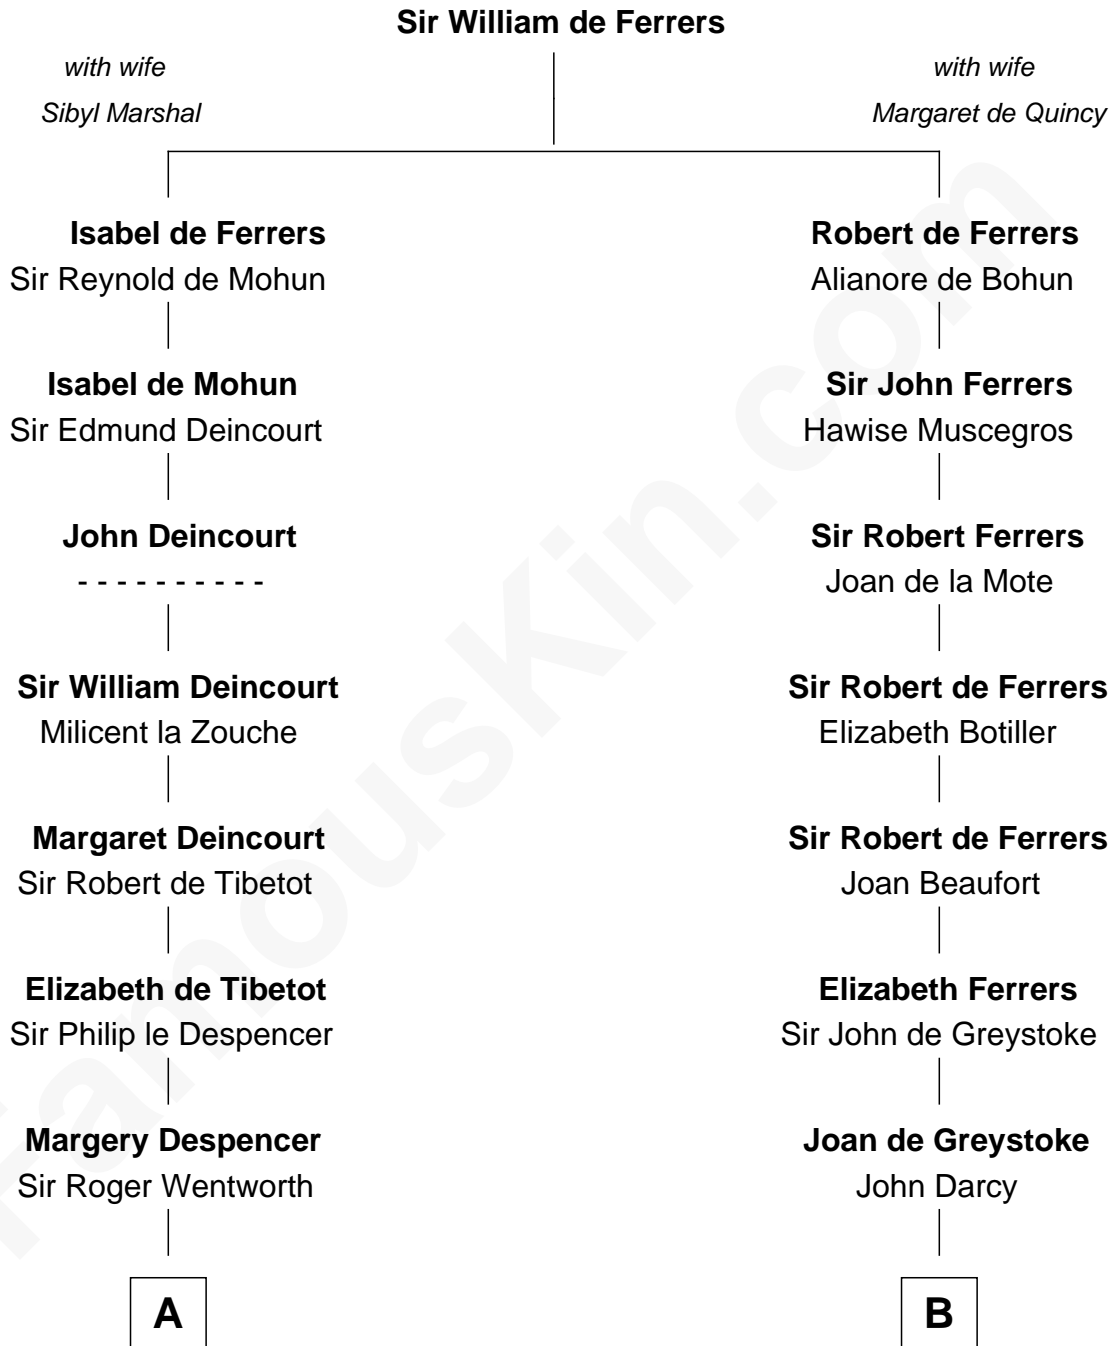 Sir William de Ferrers
with wife
Sibyl Marshal
with wife
Margaret de Quincy
Isabel de Ferrers
Sir Reynold de Mohun
Robert de Ferrers
Alianore de Bohun
Isabel de Mohun
Sir Edmund Deincourt
Sir John Ferrers
Hawise Muscegros
John Deincourt
- - - - - - - - - -
Sir Robert Ferrers
Joan de la Mote
Sir William Deincourt
Milicent la Zouche
Sir Robert de Ferrers
Elizabeth Botiller
Margaret Deincourt
Sir Robert de Tibetot
Sir Robert de Ferrers
Joan Beaufort
Elizabeth de Tibetot
Sir Philip le Despencer
Elizabeth Ferrers
Sir John de Greystoke
Margery Despencer
Sir Roger Wentworth
Joan de Greystoke
John Darcy
A
B
FamousKin.com